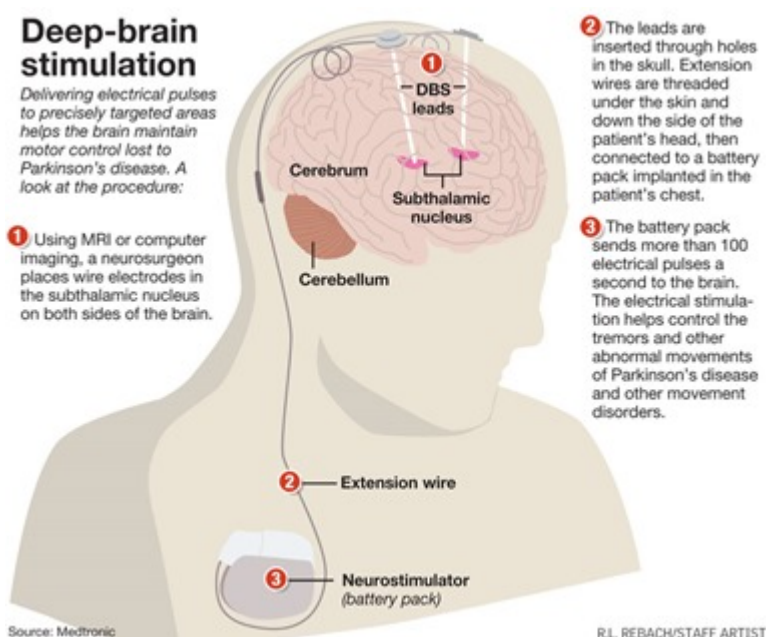 Deep-brain
stimulation
Delivering electrical pulses
to precisely targeted areas
helps the brain maintain
motor control lost to
Parkinson's disease. A
look at the procedure:
1 Using MRI or computer
imaging, a neurosurgeon
places wire electrodes in
the subthalamic nucleus
on both sides of the brain.
1
DBS
leads
Cerebrum
Subthalamic
nucleus
Cerebellum
2 Extension wire
3 Neurostimulator
(battery pack)
2 The leads are
inserted through holes
in the skull. Extension
wires are threaded
under the skin and
down the side of the
patient's head, then
connected to a battery
pack implanted in the
patient's chest.
3 The battery pack
sends more than 100
electrical pulses a
second to the brain.
The electrical stimula-
tion helps control the
tremors and other
abnormal movements
of Parkinson's disease
and other movement
disorders.
Source: Medtronic
R.L. REBACH/STAFF ARTIST